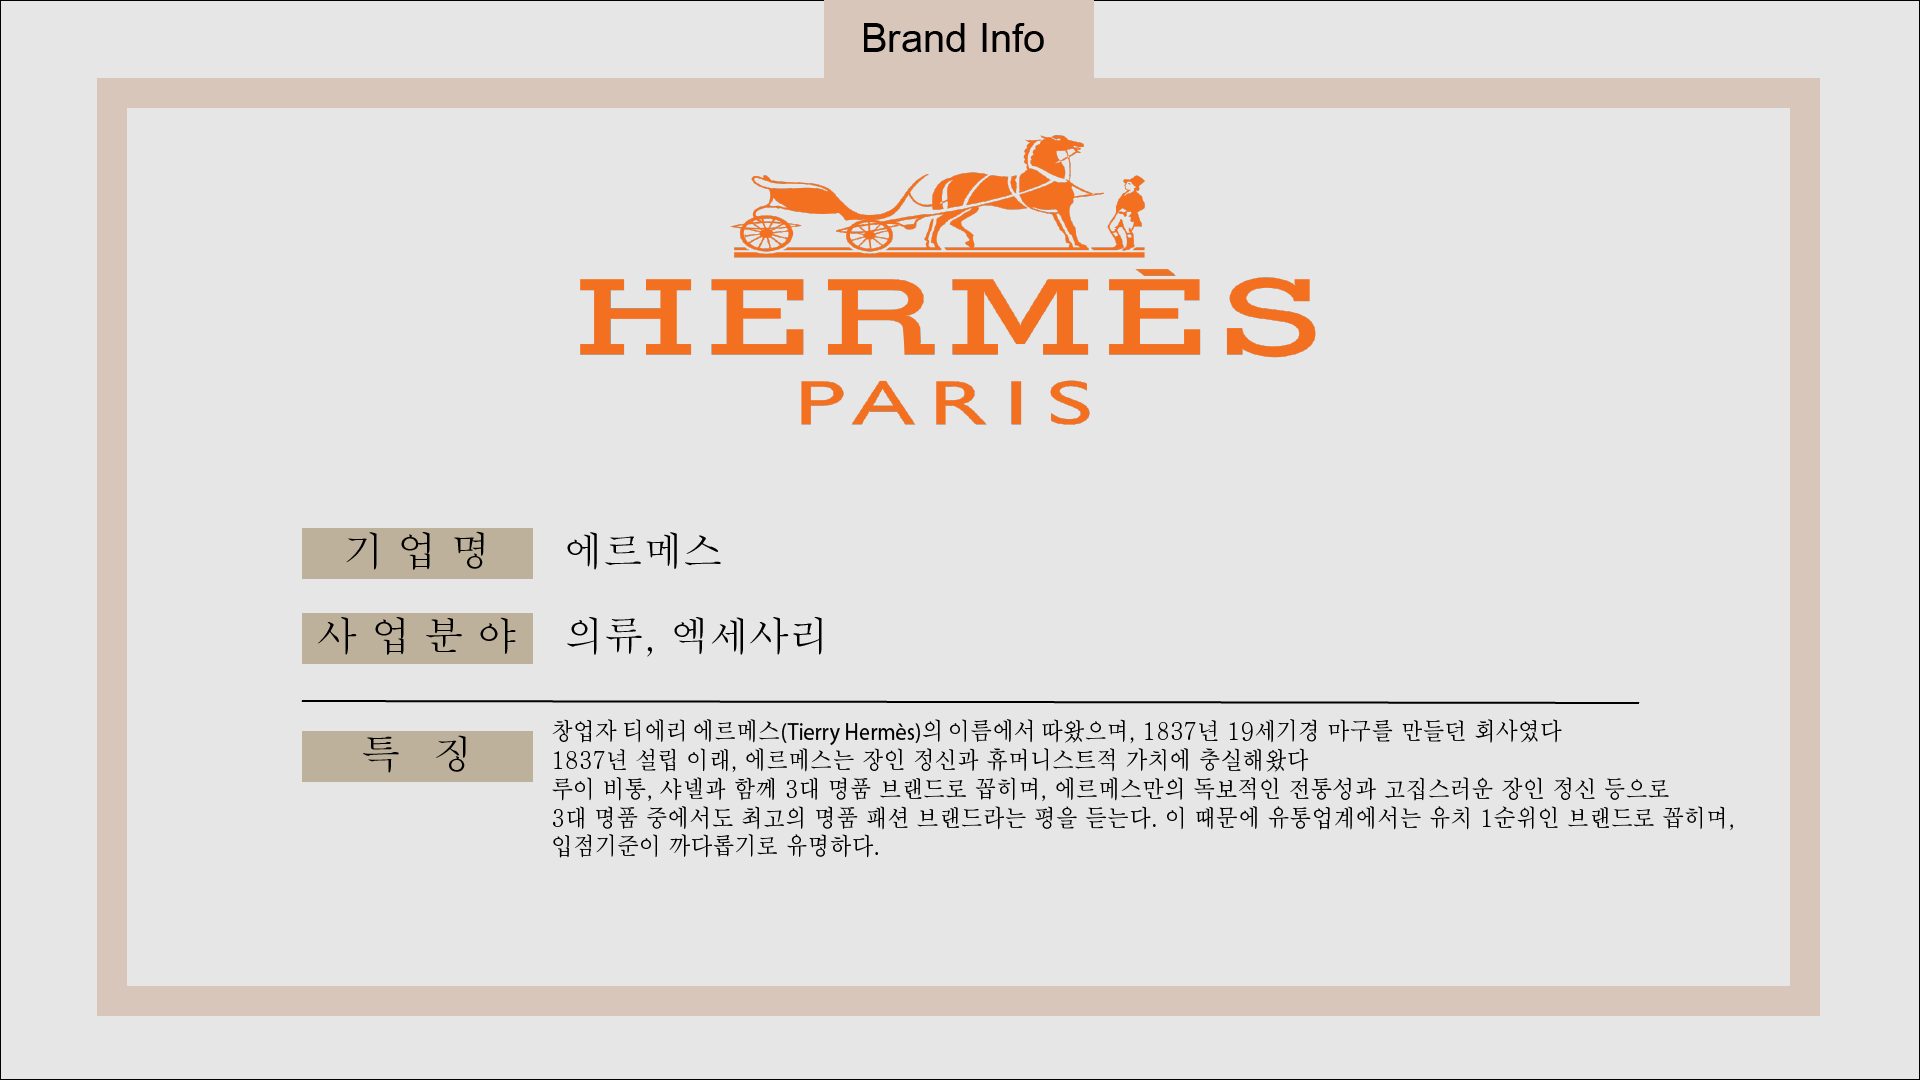 Brand Info
HERMÈS
PARIS
기 업 명 에르메스
사 업 분 야 의류, 엑세사리
특 징
창업자 티에리 에르메스(Tierry Hermès)의 이름에서 따왔으며, 1837년 19세기경 마구를 만들던 회사였다
1837년 설립 이래, 에르메스는 장인 정신과 휴머니스트적 가치에 충실해왔다
루이 비통, 샤넬과 함께 3대 명품 브랜드로 꼽히며, 에르메스만의 독보적인 전통성과 고집스러운 장인 정신 등으로
3대 명품 중에서도 최고의 명품 패션 브랜드라는 평을 듣는다. 이 때문에 유통업계에서는 유치 1순위인 브랜드로 꼽히며,
입점기준이 까다롭기로 유명하다.